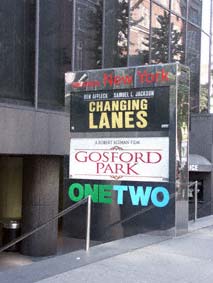 New York
BEN AFFLECK SAMUEL L. JACKSON
CHANGING
LANES
A ROBERT ALTMAN FILM
GOSFORD
PARK
ONETWO